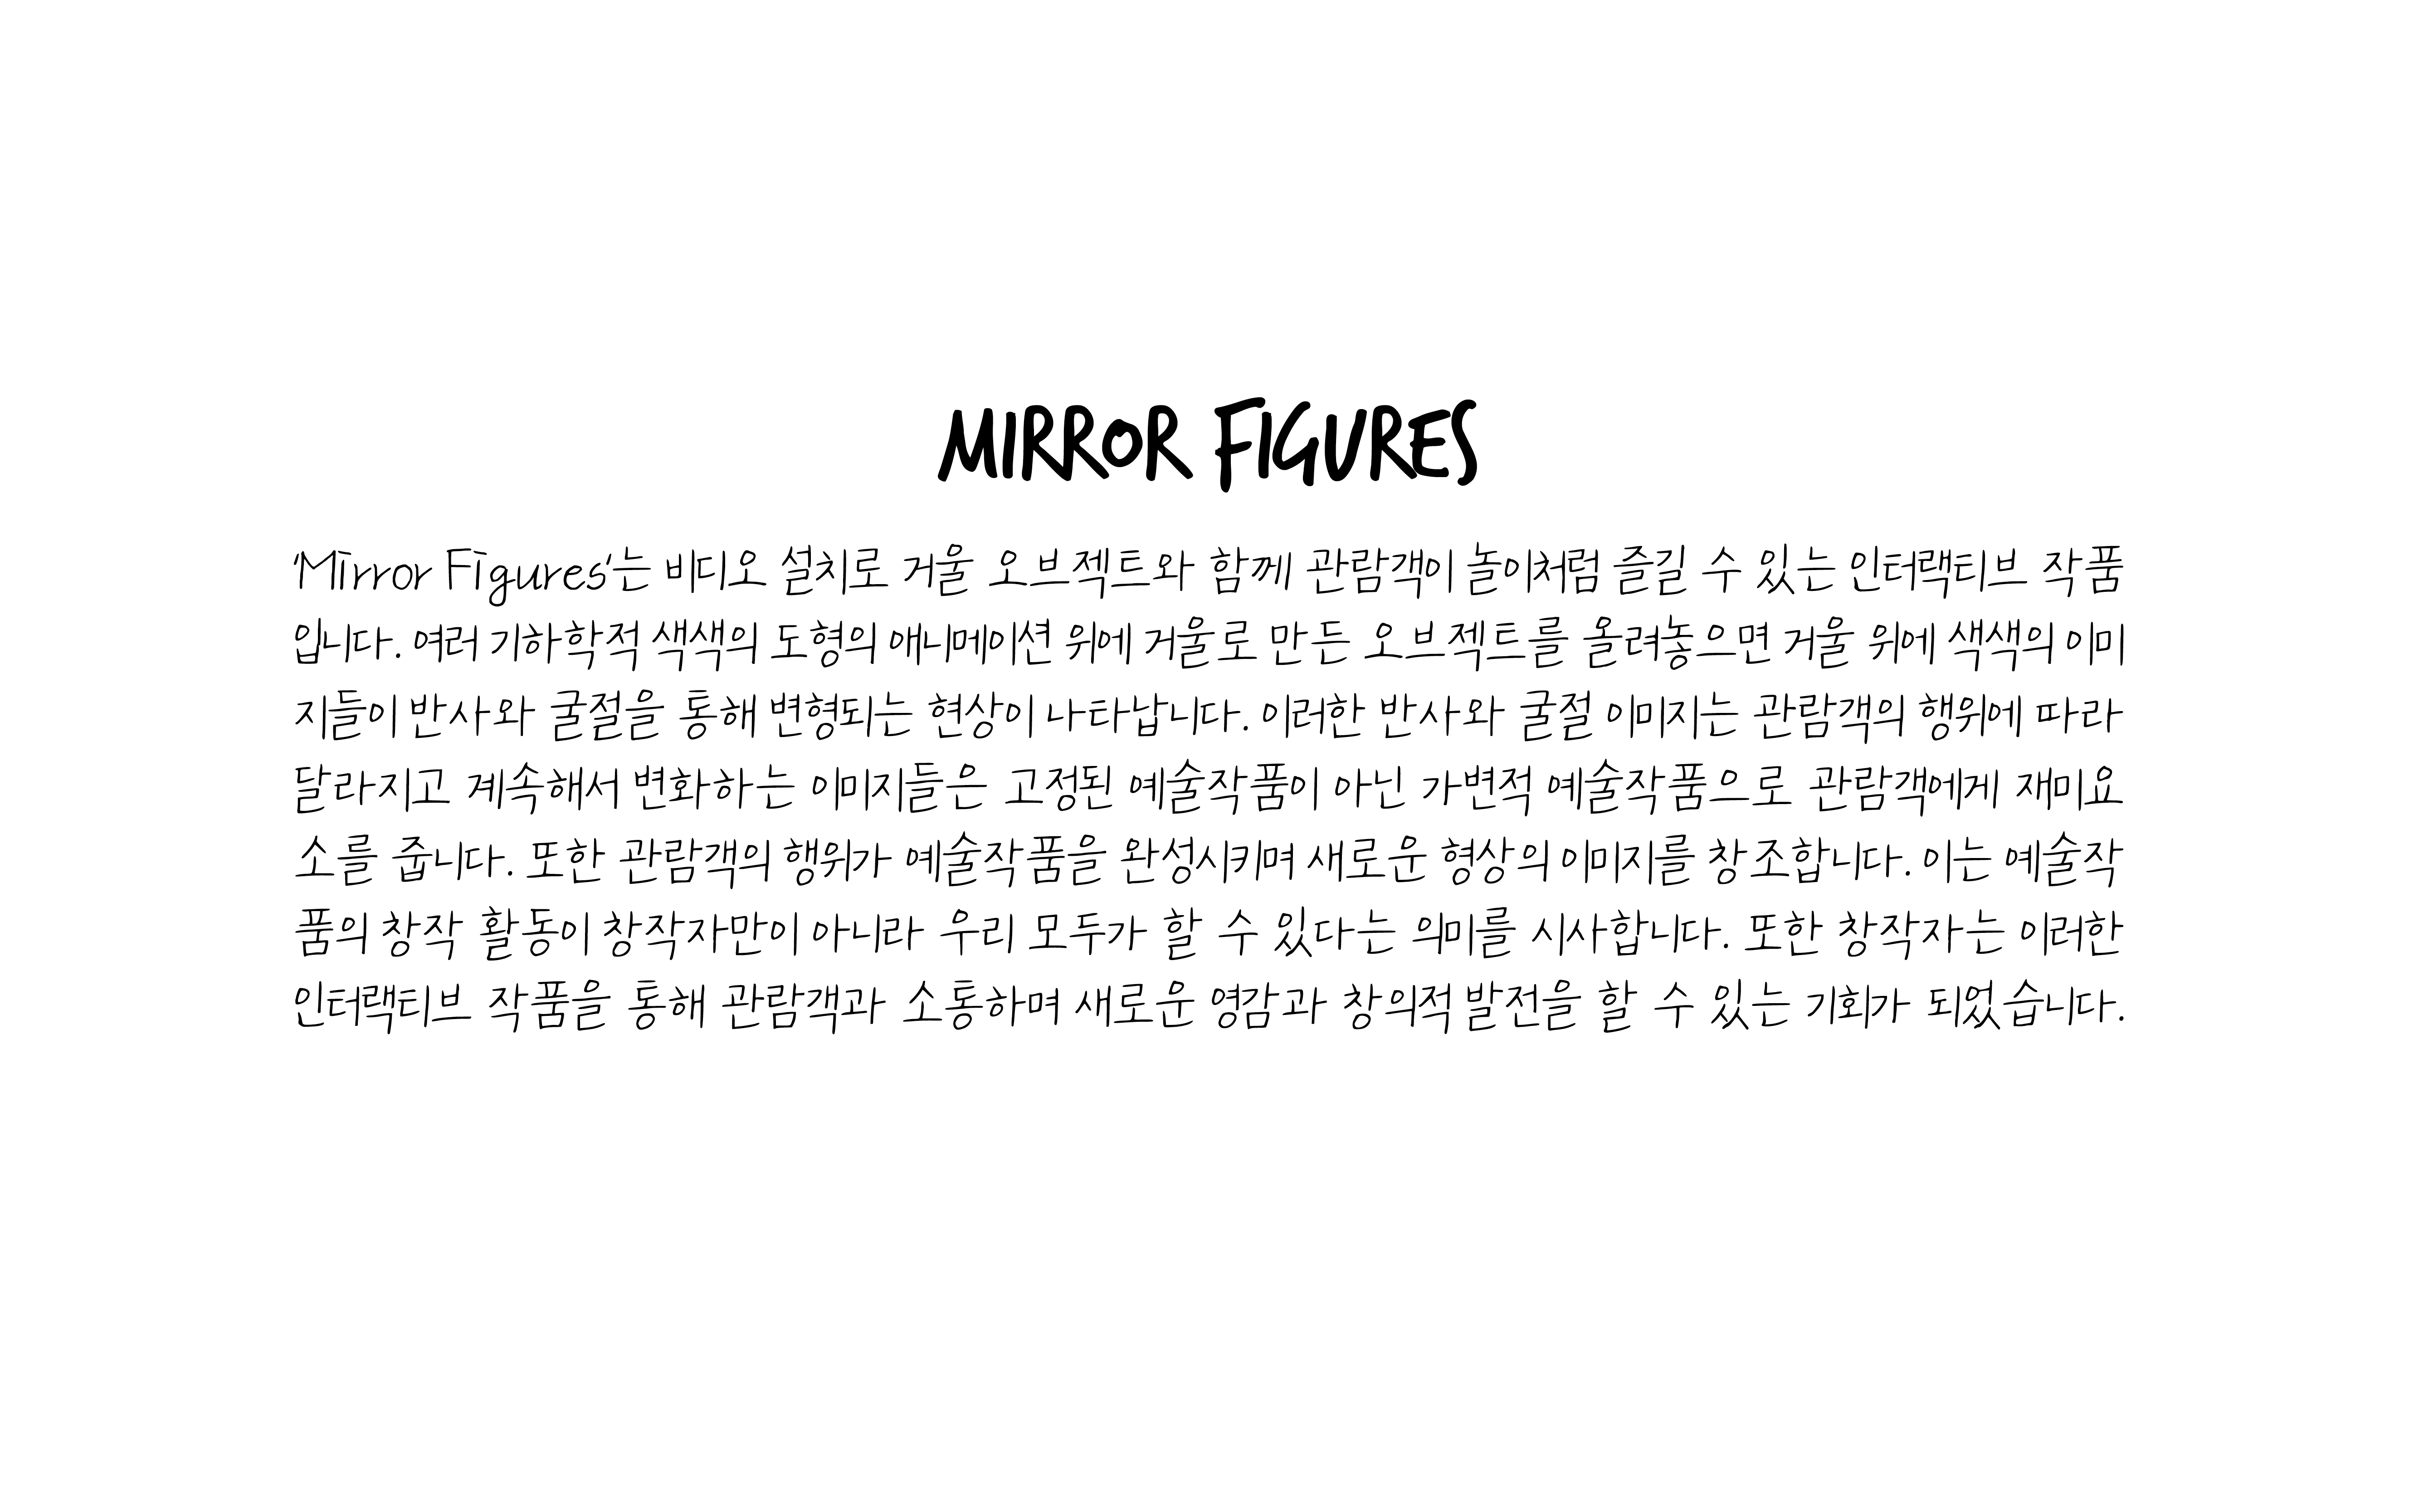 MIRROR FIGURES
'Mirror Figures'는 비디오 설치로 거울 오브젝트와 함께 관람객이 놀이처럼 즐길 수 있는 인터랙티브 작품
입니다. 여러 기하학적 색색의 도형의 애니메이션 위에 거울로 만든 오브젝트를 올려놓으면 거울 위에 색색의 이미
지들이 반사와 굴절을 통해 변형되는 현상이 나타납니다. 이러한 반사와 굴절 이미지는 관람객의 행위에 따라
달라지고 계속해서 변화하는 이미지들은 고정된 예술작품이 아닌 가변적 예술작품으로 관람객에게 재미요
소를 줍니다. 또한 관람객의 행위가 예술작품을 완성시키며 새로운 형상의 이미지를 창조합니다. 이는 예술작
품의 창작 활동이 창작자만이 아니라 우리 모두가 할 수 있다는 의미를 시사합니다. 또한 창작자는 이러한
인터랙티브 작품을 통해 관람객과 소통하며 새로운 영감과 창의적 발전을 할 수 있는 기회가 되었습니다.